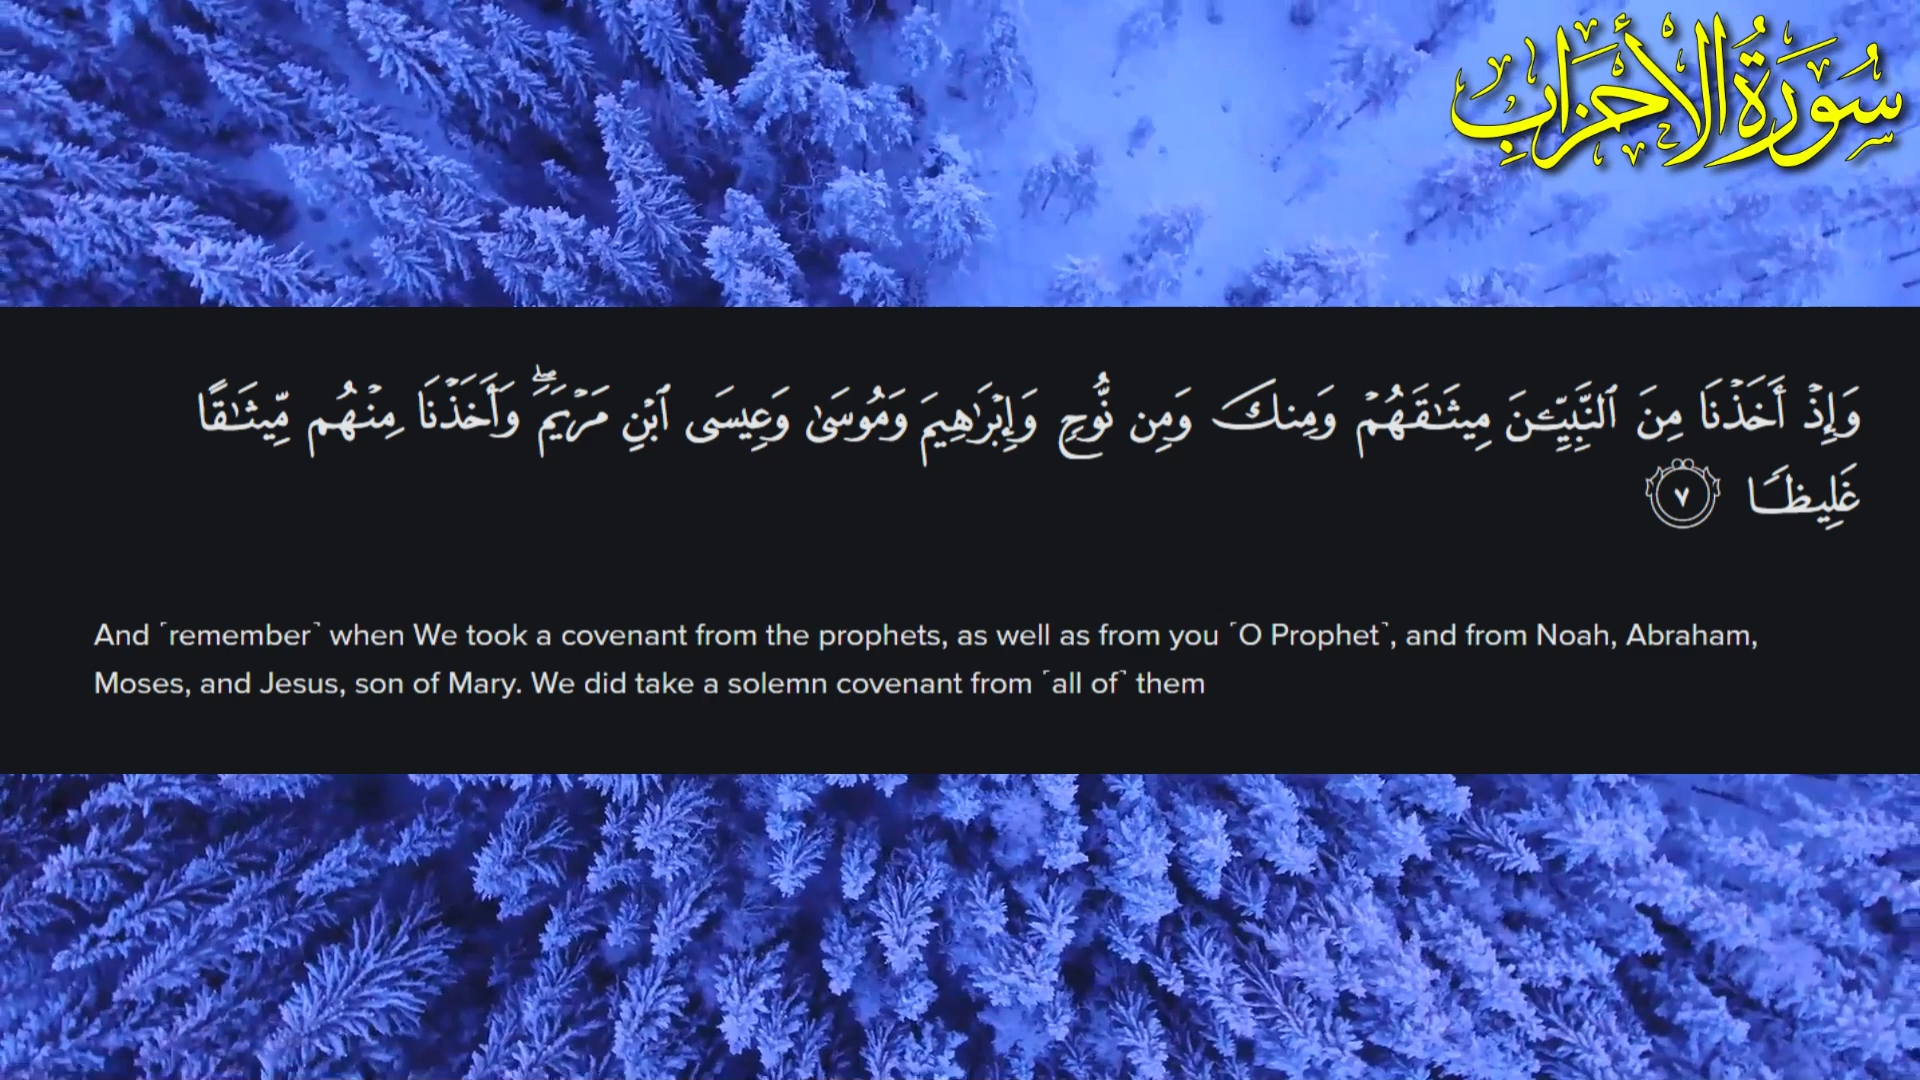 سُورَةُ الْأَحْزَابِ
وَإِذْ أَخَذْنَا مِنَ ٱلنَّبِيِّـۧنَ مِيثَـٰقَهُمْ وَمِنكَ وَمِن نُّوحٍ وَإِبْرَٰهِيمَ وَمُوسَىٰ وَعِيسَى ٱبْنِ مَرْيَمَ ۖ وَأَخَذْنَا مِنْهُم مِّيثَـٰقًا
غَلِيظًـا ٧
And ˹remember˺ when We took a covenant from the prophets, as well as from you ˹O Prophet˺, and from Noah, Abraham,
Moses, and Jesus, son of Mary. We did take a solemn covenant from ˹all of˺ them